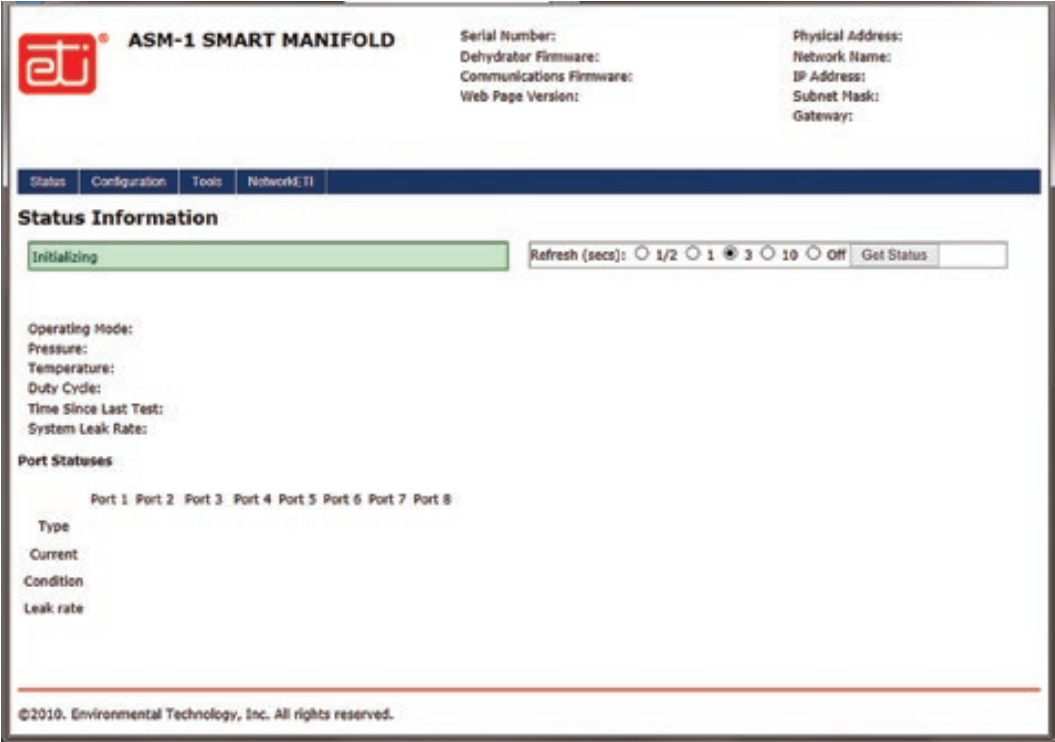 eti® ASM-1 SMART MANIFOLD
Serial Number:
Dehydrator Firmware:
Communications Firmware:
Web Page Version:
Physical Address:
Network Name:
IP Address:
Subnet Mask:
Gateway:
Status Configuration Tools NetworkETI
Status Information
Initializing
Refresh (secs): 1/2 1 3 10 Off Get Status
Operating Mode:
Pressure:
Temperature:
Duty Cycle:
Time Since Last Test:
System Leak Rate:
Port Statuses
Port 1 Port 2 Port 3 Port 4 Port 5 Port 6 Port 7 Port 8
Type
Current
Condition
Leak rate
©2010. Environmental Technology, Inc. All rights reserved.